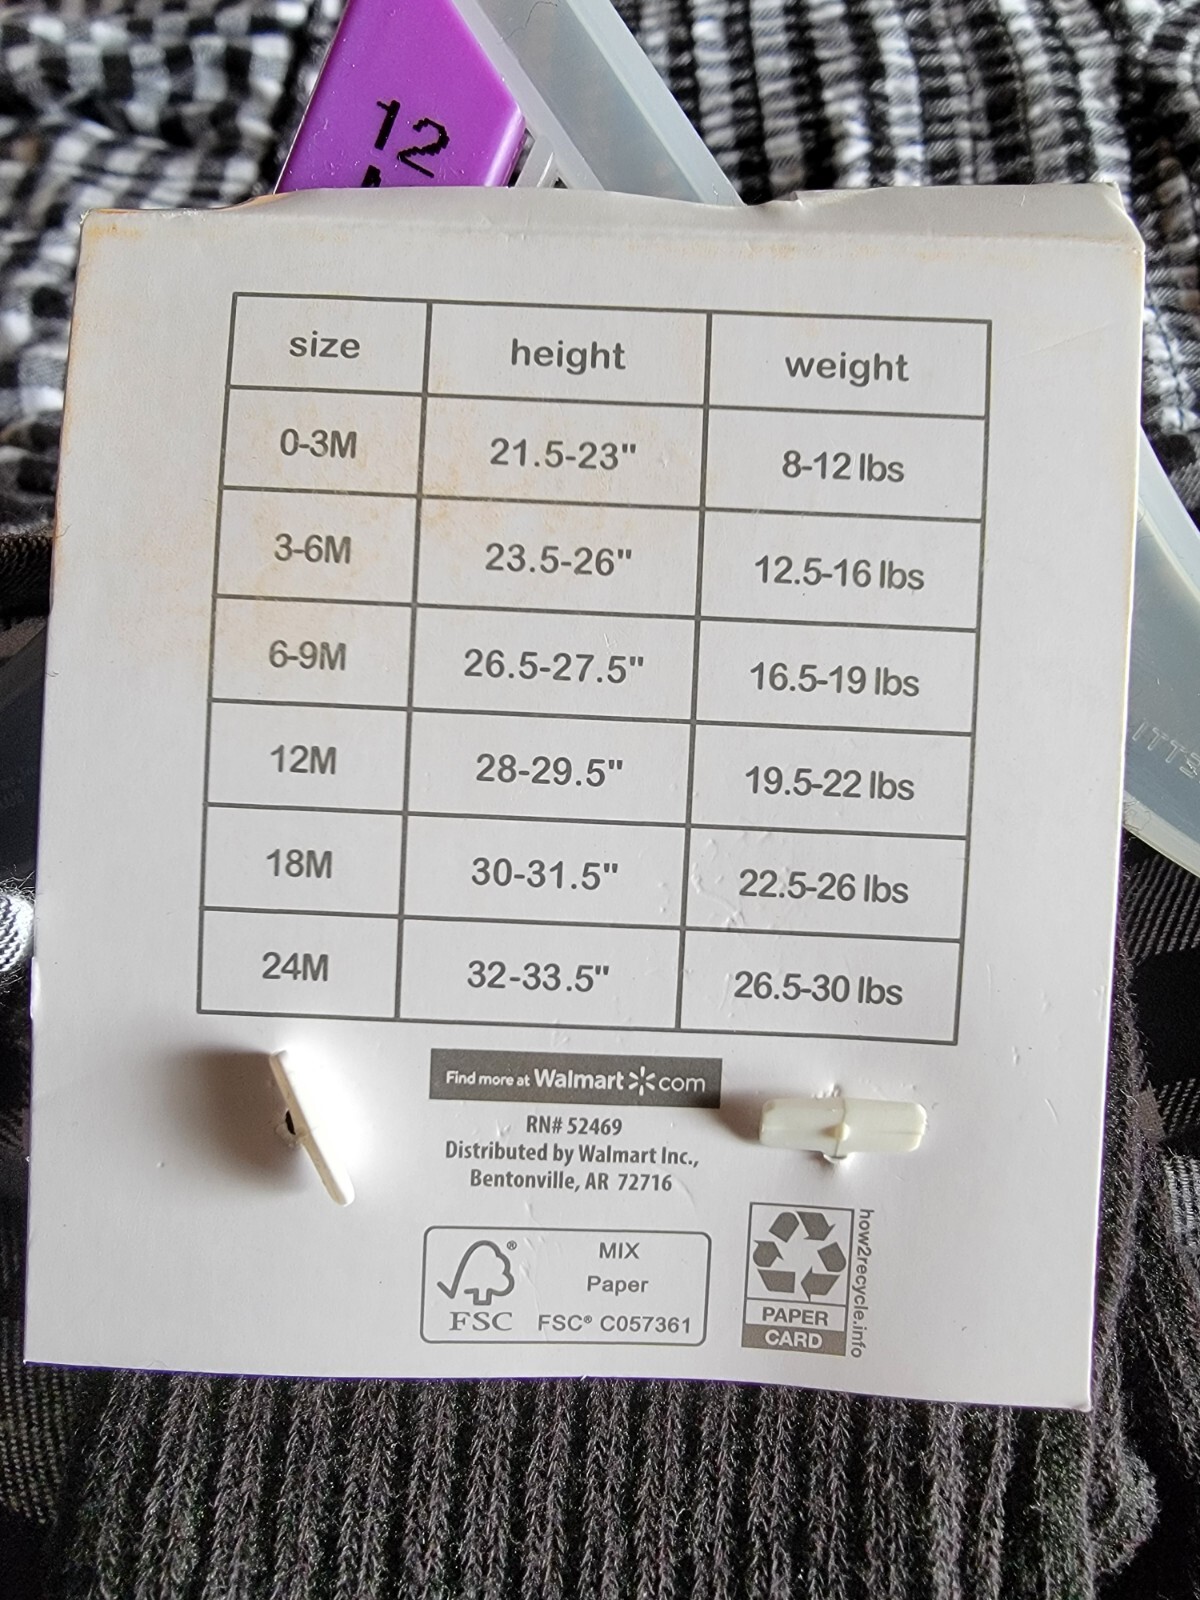 12
size height weight
0-3M 21.5-23" 8-12 lbs
3-6M 23.5-26" 12.5-16 lbs
6-9M 26.5-27.5" 16.5-19 lbs
12M 28-29.5" 19.5-22 lbs
18M 30-31.5" 22.5-26 lbs
24M 32-33.5" 26.5-30 lbs
Find more at Walmart com
RN# 52469
Distributed by Walmart Inc.,
Bentonville, AR 72716
MIX
Paper
FSC® C057361
®
FSC
PAPER
CARD
how2recycle.info